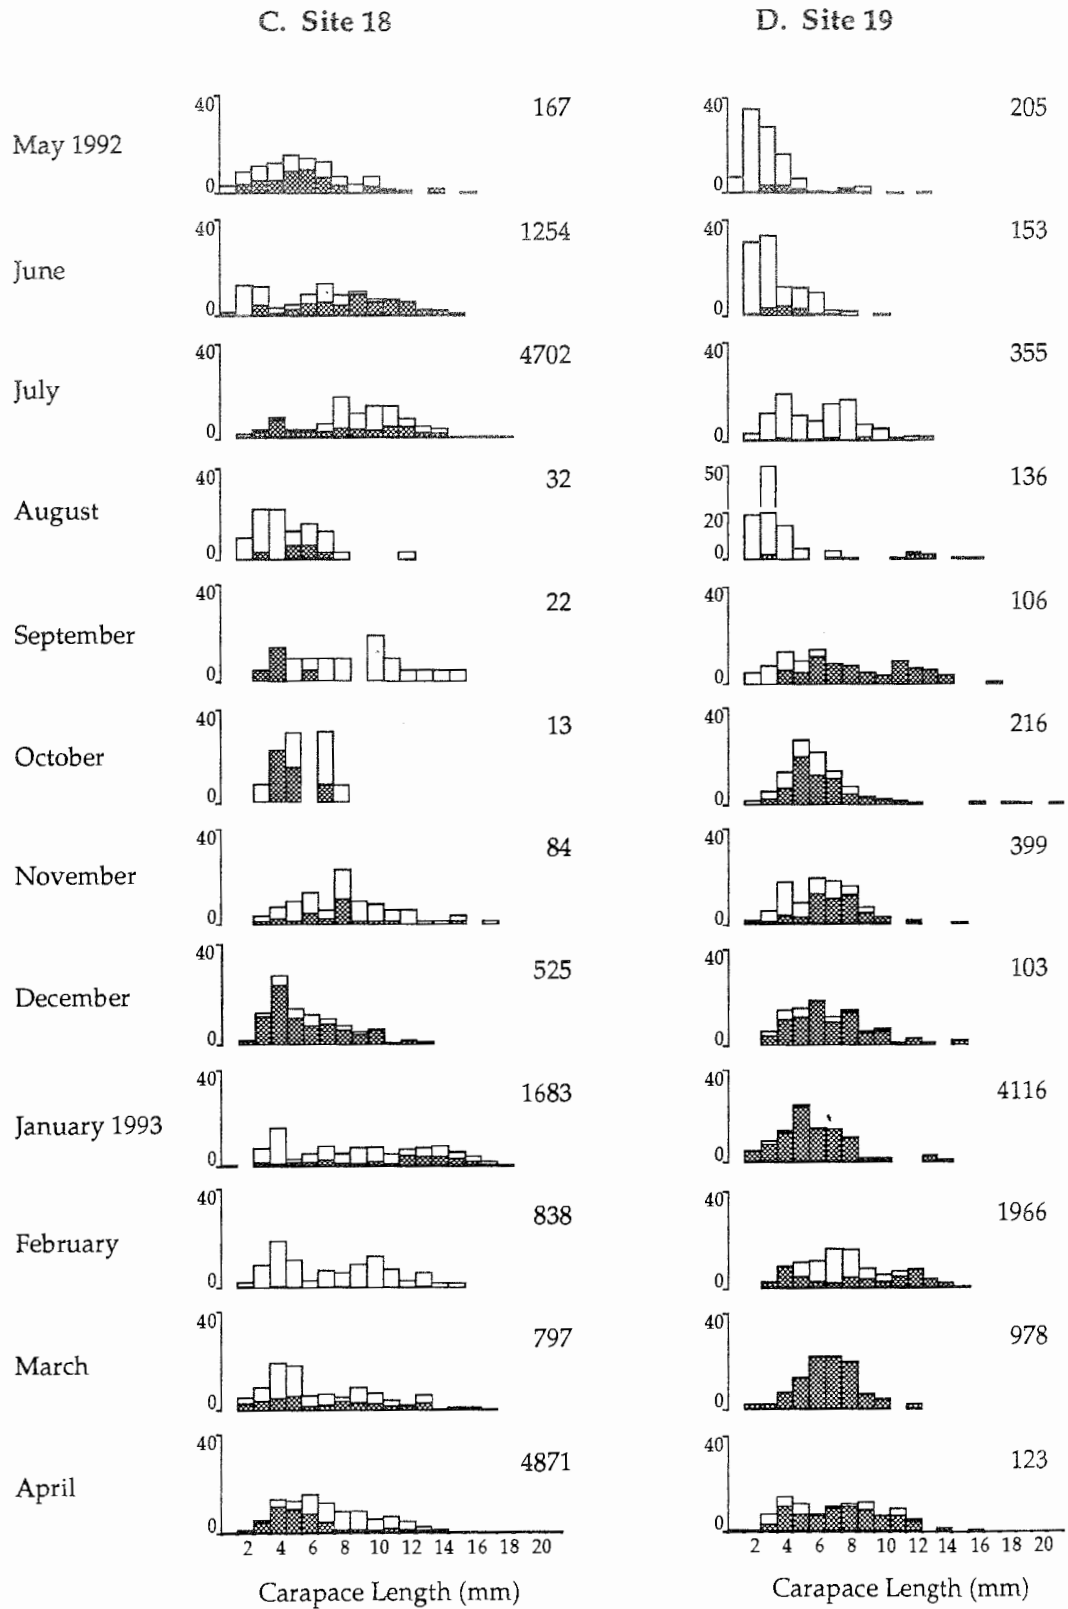 C. Site 18 D. Site 19
May 1992 40 0 167 40 0 205
June 40 0 1254 40 0 153
July 40 0 4702 40 0 355
August 40 0 32 50 20 0 136
September 40 0 22 40 0 106
October 40 0 13 40 0 216
November 40 0 84 40 0 399
December 40 0 525 40 0 103
January 1993 40 0 1683 40 0 4116
February 40 0 838 40 0 1966
March 40 0 797 40 0 978
April 40 0 4871 40 0 123
2 4 6 8 10 12 14 16 18 20 2 4 6 8 10 12 14 16 18 20
Carapace Length (mm) Carapace Length (mm)